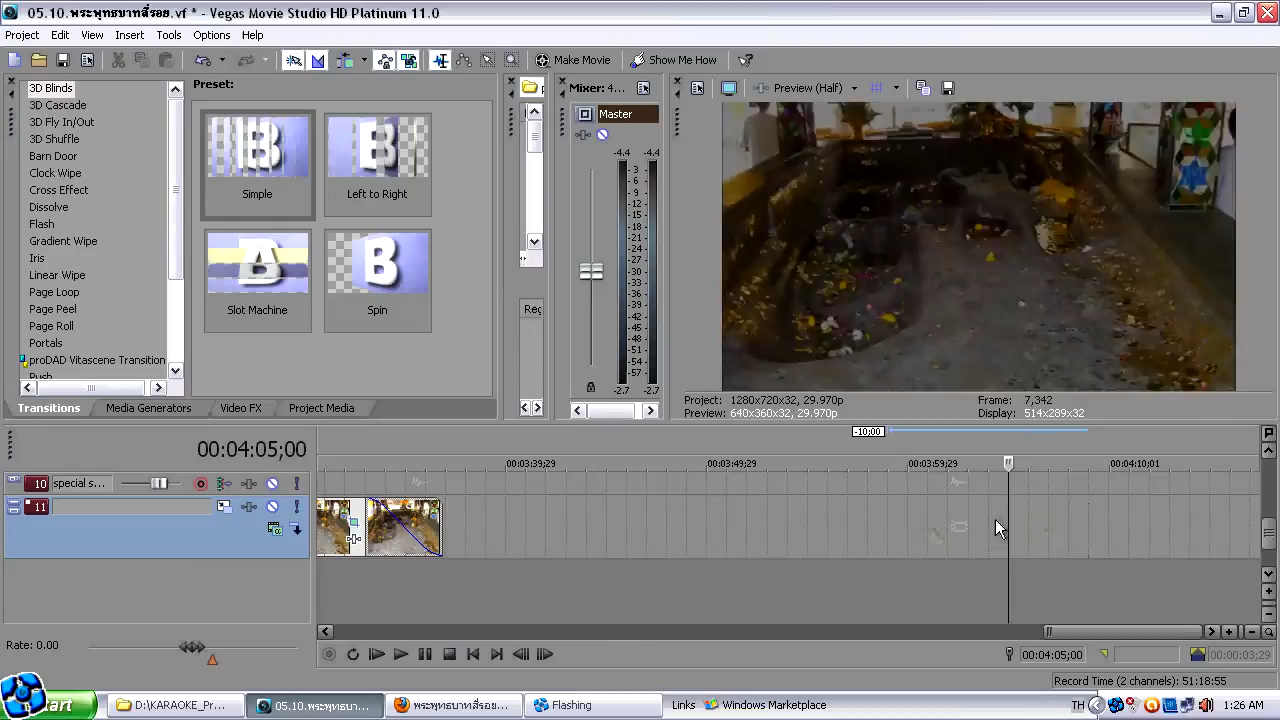 05.10.พระพุทธบาทสี่รอย.vf * - Vegas Movie Studio HD Platinum 11.0
Project Edit View Insert Tools Options Help
Make Movie Show Me How
3D Blinds
3D Cascade
3D Fly In/Out
3D Shuffle
Barn Door
Clock Wipe
Cross Effect
Dissolve
Flash
Gradient Wipe
Iris
Linear Wipe
Page Loop
Page Peel
Page Roll
Portals
proDAD Vitascene Transition
Push
Preset:
Simple
Left to Right
Slot Machine
Spin
Transitions Media Generators Video FX Project Media
Reg
Mixer: 4...
Master
-4.4 -4.4
3
6
9
12
15
18
21
24
27
30
33
36
39
42
45
48
51
54
57
-2.7 -2.7
Preview (Half)
Project: 1280x720x32, 29.970p
Preview: 640x360x32, 29.970p
Frame: 7,342
Display: 514x289x32
00:04:05;00
-10;00
00:03:39;29 00:03:49;29 00:03:59;29 00:04:10;01
10 special s...
11
Rate: 0.00
00:04:05;00
00:00:03;29
Record Time (2 channels): 51:18:55
start
D:\KARAOKE_Pr...
05.10.พระพุทธบา...
พระพุทธบาทสี่รอย...
Flashing
Links Windows Marketplace
TH
1:26 AM